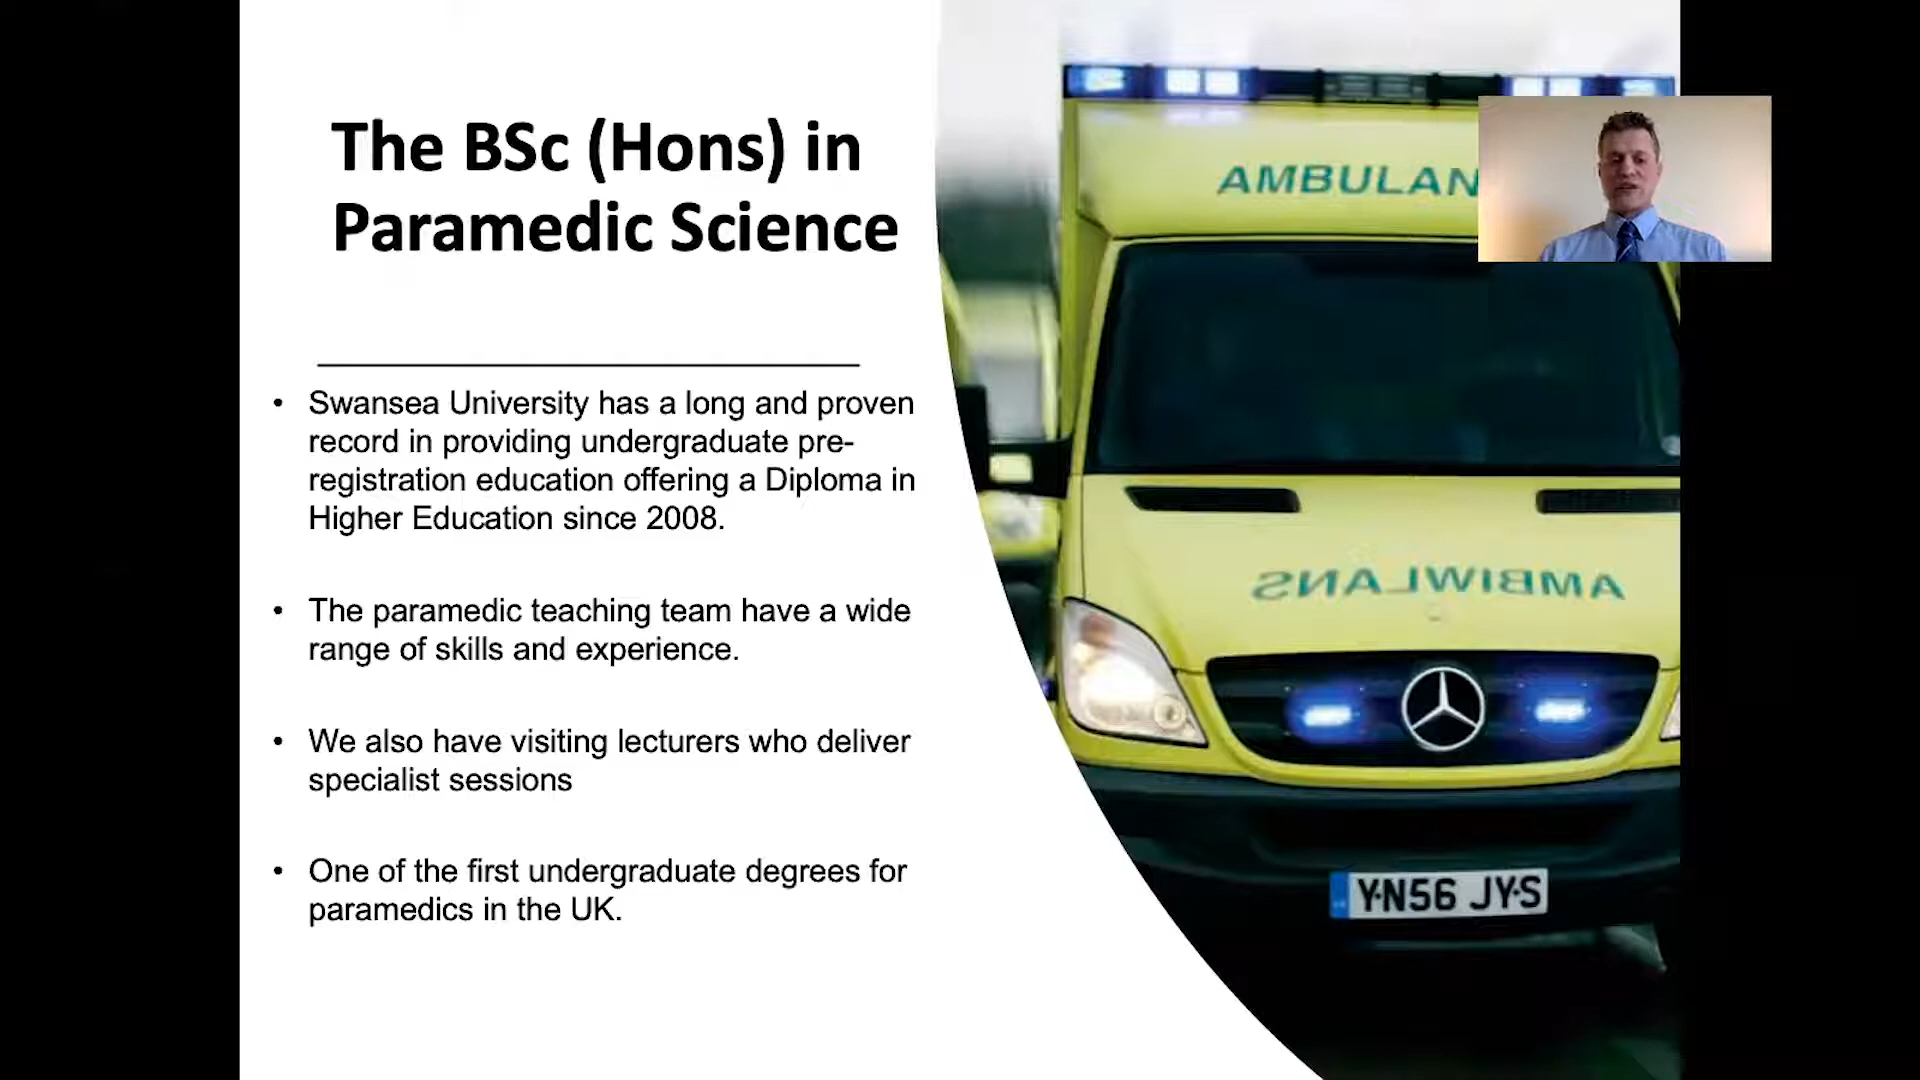 The BSc (Hons) in
Paramedic Science
• Swansea University has a long and proven
record in providing undergraduate pre-
registration education offering a Diploma in
Higher Education since 2008.
• The paramedic teaching team have a wide
range of skills and experience.
• We also have visiting lecturers who deliver
specialist sessions
• One of the first undergraduate degrees for
paramedics in the UK.
AMBULAN
AMBIWLANS
YN56 JYS